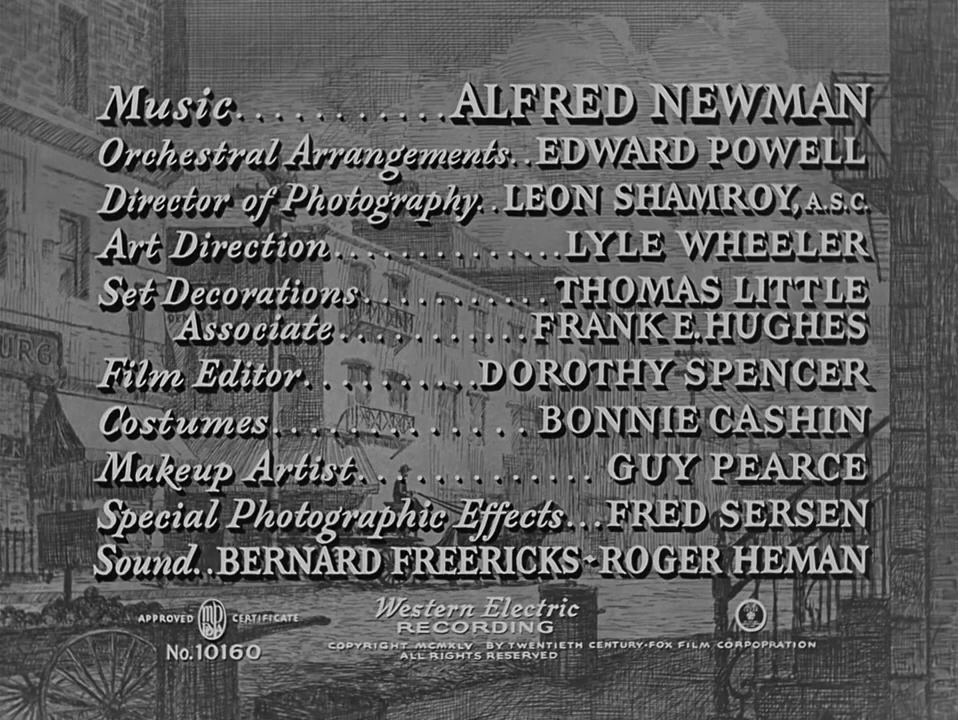 Music...........ALFRED NEWMAN
Orchestral Arrangements..EDWARD POWELL
Director of Photography..LEON SHAMROY, A.S.C.
Art Direction.............LYLE WHEELER
Set Decorations..........THOMAS LITTLE
Associate...........FRANK E. HUGHES
Film Editor..........DOROTHY SPENCER
Costumes.............BONNIE CASHIN
Makeup Artist............GUY PEARCE
Special Photographic Effects...FRED SERSEN
Sound..BERNARD FREERICKS-ROGER HEMAN
APPROVED CERTIFICATE
No. 10160
Western Electric
RECORDING
COPYRIGHT MCMXLV BY TWENTIETH CENTURY-FOX FILM CORPOPRATION
ALL RIGHTS RESERVED